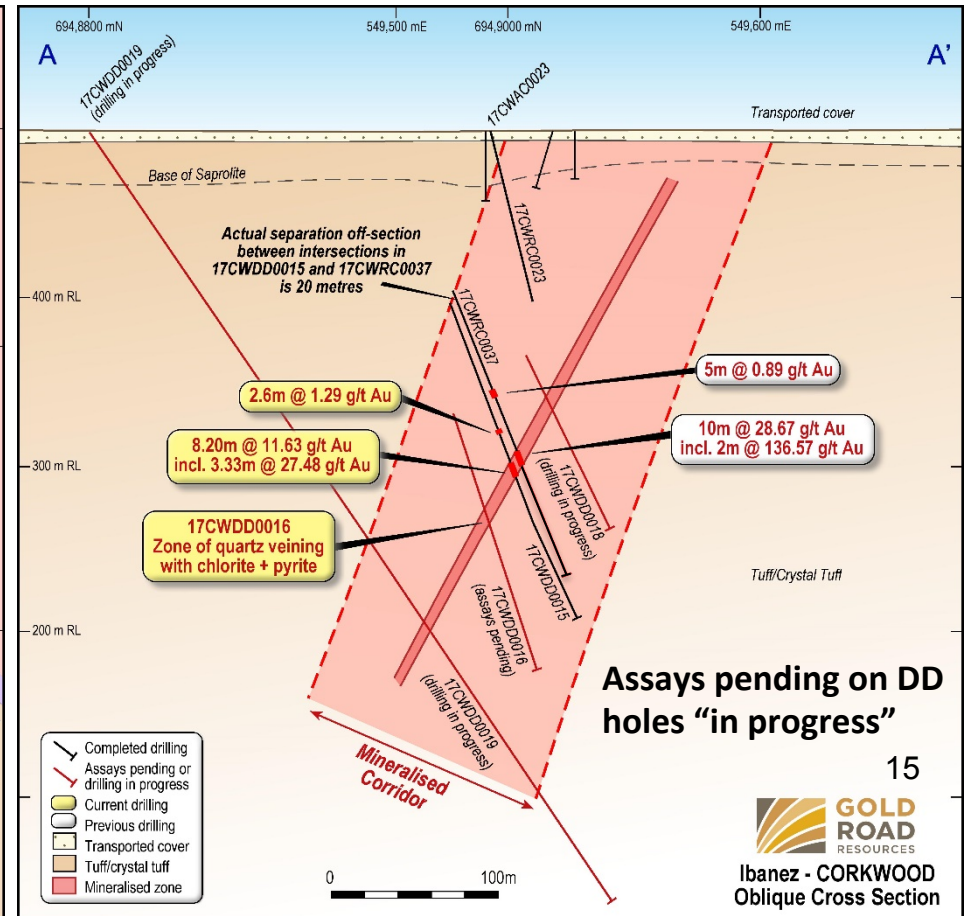 694,8800 mN
549,500 mE
694,9000 mN
549,600 mE
A
A'
17CWDD0019
(drilling in progress)
17CWAC0023
Transported cover
Base of Saprolite
Actual separation off-section
between intersections in
17CWDD0015 and 17CWRC0037
is 20 metres
17CWRC0023
400 m RL
17CWRC0037
5m @ 0.89 g/t Au
2.6m @ 1.29 g/t Au
10m @ 28.67 g/t Au
incl. 2m @ 136.57 g/t Au
8.20m @ 11.63 g/t Au
incl. 3.33m @ 27.48 g/t Au
300 m RL
17CWDD0018
(drilling in progress)
17CWDD0016
Zone of quartz veining
with chlorite + pyrite
17CWDD0015
Tuff/Crystal Tuff
17CWDD0016
(assays pending)
200 m RL
17CWDD0019
(drilling in progress)
Assays pending on DD
holes “in progress”
15
Mineralised
Corridor
Completed drilling
Assays pending or
drilling in progress
Current drilling
Previous drilling
Transported cover
Tuff/crystal tuff
Mineralised zone
0
100m
GOLD
ROAD
RESOURCES
Ibanez - CORKWOOD
Oblique Cross Section